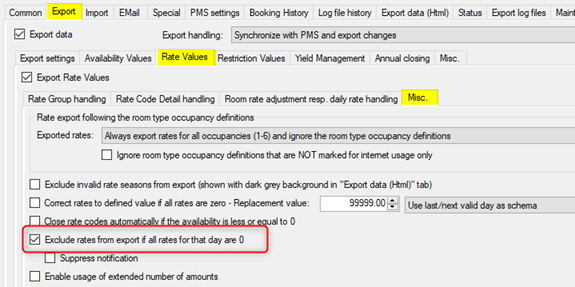 Common Export Import EMail Special PMS settings Booking History Log file history Export data (Html) Status Export log files Maint
Export data Export handling: Synchronize with PMS and export changes
Export settings Availability Values Rate Values Restriction Values Yield Management Annual closing Misc.
Export Rate Values
Rate Group handling Rate Code Detail handling Room rate adjustment resp. daily rate handling Misc.
Rate export following the room type occupancy definitions
Exported rates: Always export rates for all occupancies (1-6) and ignore the room type occupancy definitions
Ignore room type occupancy definitions that are NOT marked for internet usage only
Exclude invalid rate seasons from export (shown with dark grey background in "Export data (Html)" tab)
Correct rates to defined value if all rates are zero - Replacement value: 99999.00 Use last/next valid day as schema
Close rate codes automatically if the availability is less or equal to 0
Exclude rates from export if all rates for that day are 0
Suppress notification
Enable usage of extended number of amounts